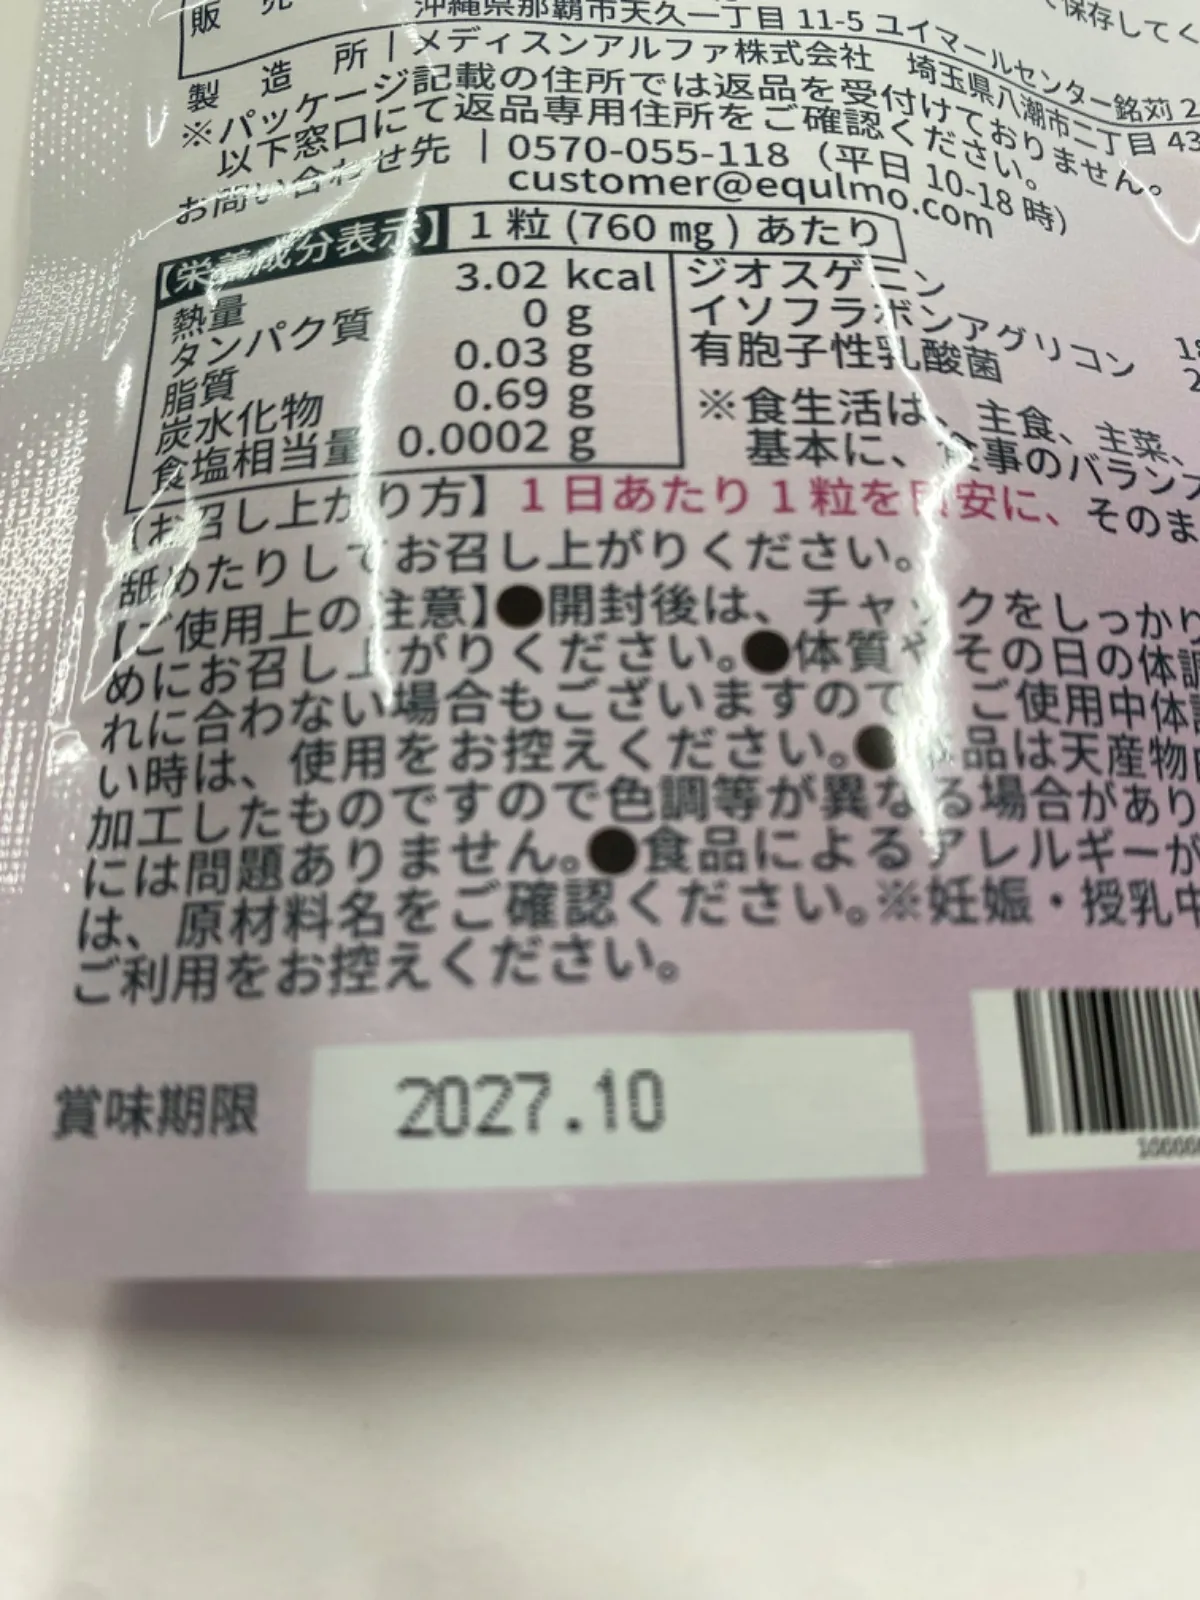 販 売
沖縄県那覇市天久一丁目 11-5 ユイマールセンター銘苅 2
保存してく
製造所|メディスンアルファ株式会社 埼玉県八潮市二丁目 43
※パッケージ記載の住所では返品を受付けておりません。
以下窓口にて返品専用住所をご確認ください。
お問い合わせ先|0570-055-118(平日 10-18 時)
customer@equlmo.com
【栄養成分表示】1 粒 (760 mg ) あたり
熱量 3.02 kcal
タンパク質 0 g
脂質 0.03 g
炭水化物 0.69 g
食塩相当量 0.0002 g
ジオスゲニン
イソフラボンアグリコン 18
有胞子性乳酸菌 2
※食生活は、主食、主菜、
基本に、食事のバランス
【お召し上がり方】1 日あたり 1 粒を目安に、そのま
舐めたりしてお召し上がりください。
【ご使用上の注意】●開封後は、チャックをしっかり
めにお召し上がりください。●体質やその日の体調
れに合わない場合もございますので、ご使用中体
い時は、使用をお控えください。●品は天産物
加工したものですので色調等が異なる場合があり
には問題ありません。●食品によるアレルギーが
は、原材料名をご確認ください。※妊娠・授乳中
ご利用をお控えください。
賞味期限 2027.10